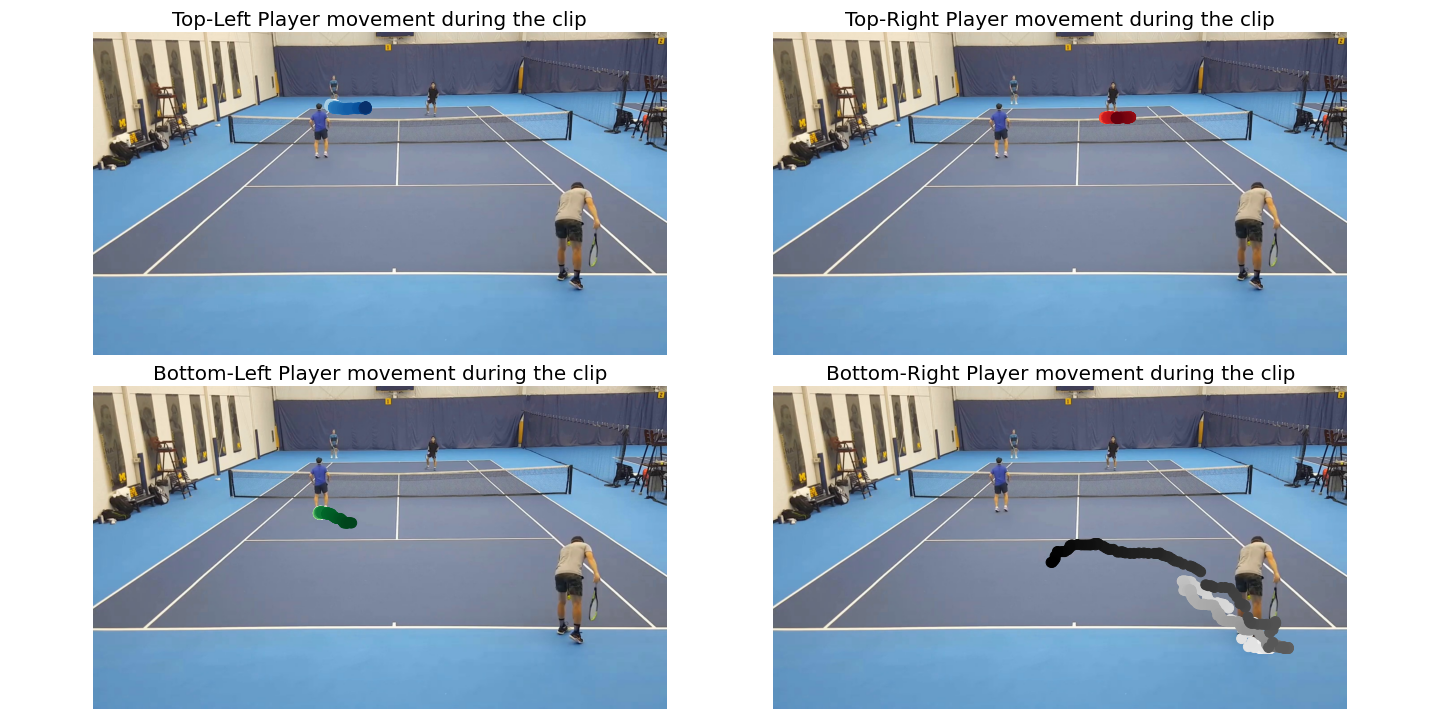 Top-Left Player movement during the clip
Top-Right Player movement during the clip
Bottom-Left Player movement during the clip
Bottom-Right Player movement during the clip